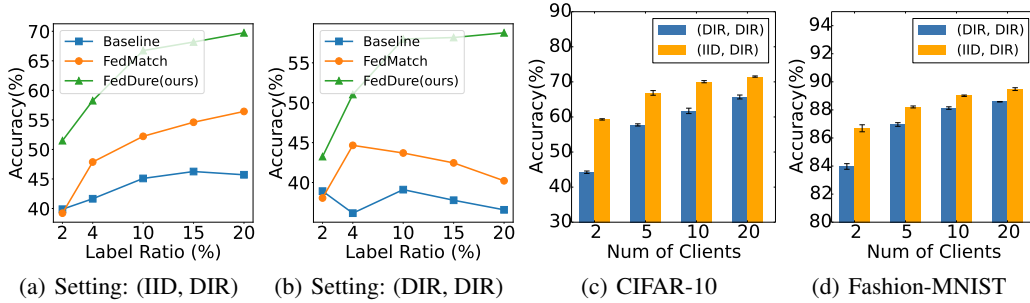 70
65
60
55
50
45
40
Accuracy(%)
Baseline
FedMatch
FedDure(ours)
2 4 10 15 20
Label Ratio (%)
(a) Setting: (IID, DIR)
55
50
45
40
Accuracy(%)
Baseline
FedMatch
FedDure(ours)
2 4 10 15 20
Label Ratio (%)
(b) Setting: (DIR, DIR)
90
80
70
60
50
40
30
Accuracy(%)
(DIR, DIR)
(IID, DIR)
2 5 10 20
Num of Clients
(c) CIFAR-10
94
92
90
88
86
84
82
80
Accuracy(%)
(DIR, DIR)
(IID, DIR)
2 5 10 20
Num of Clients
(d) Fashion-MNIST